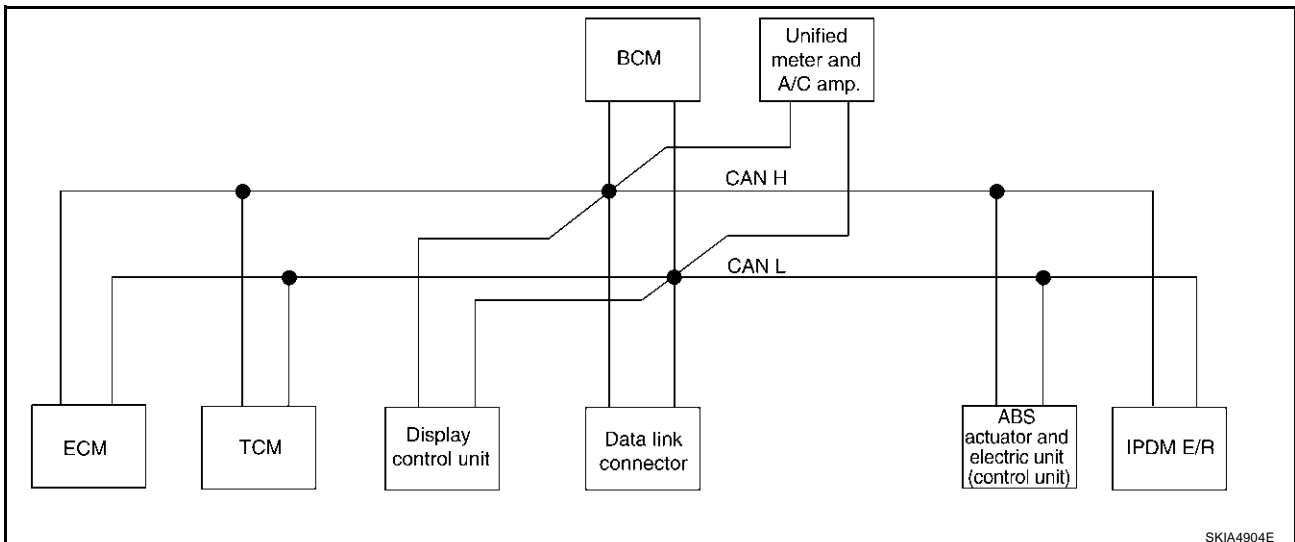 BCM
Unified
meter and
A/C amp.
CAN H
CAN L
ECM
TCM
Display
control unit
Data link
connector
ABS
actuator and
electric unit
(control unit)
IPDM E/R
SKIA4904E